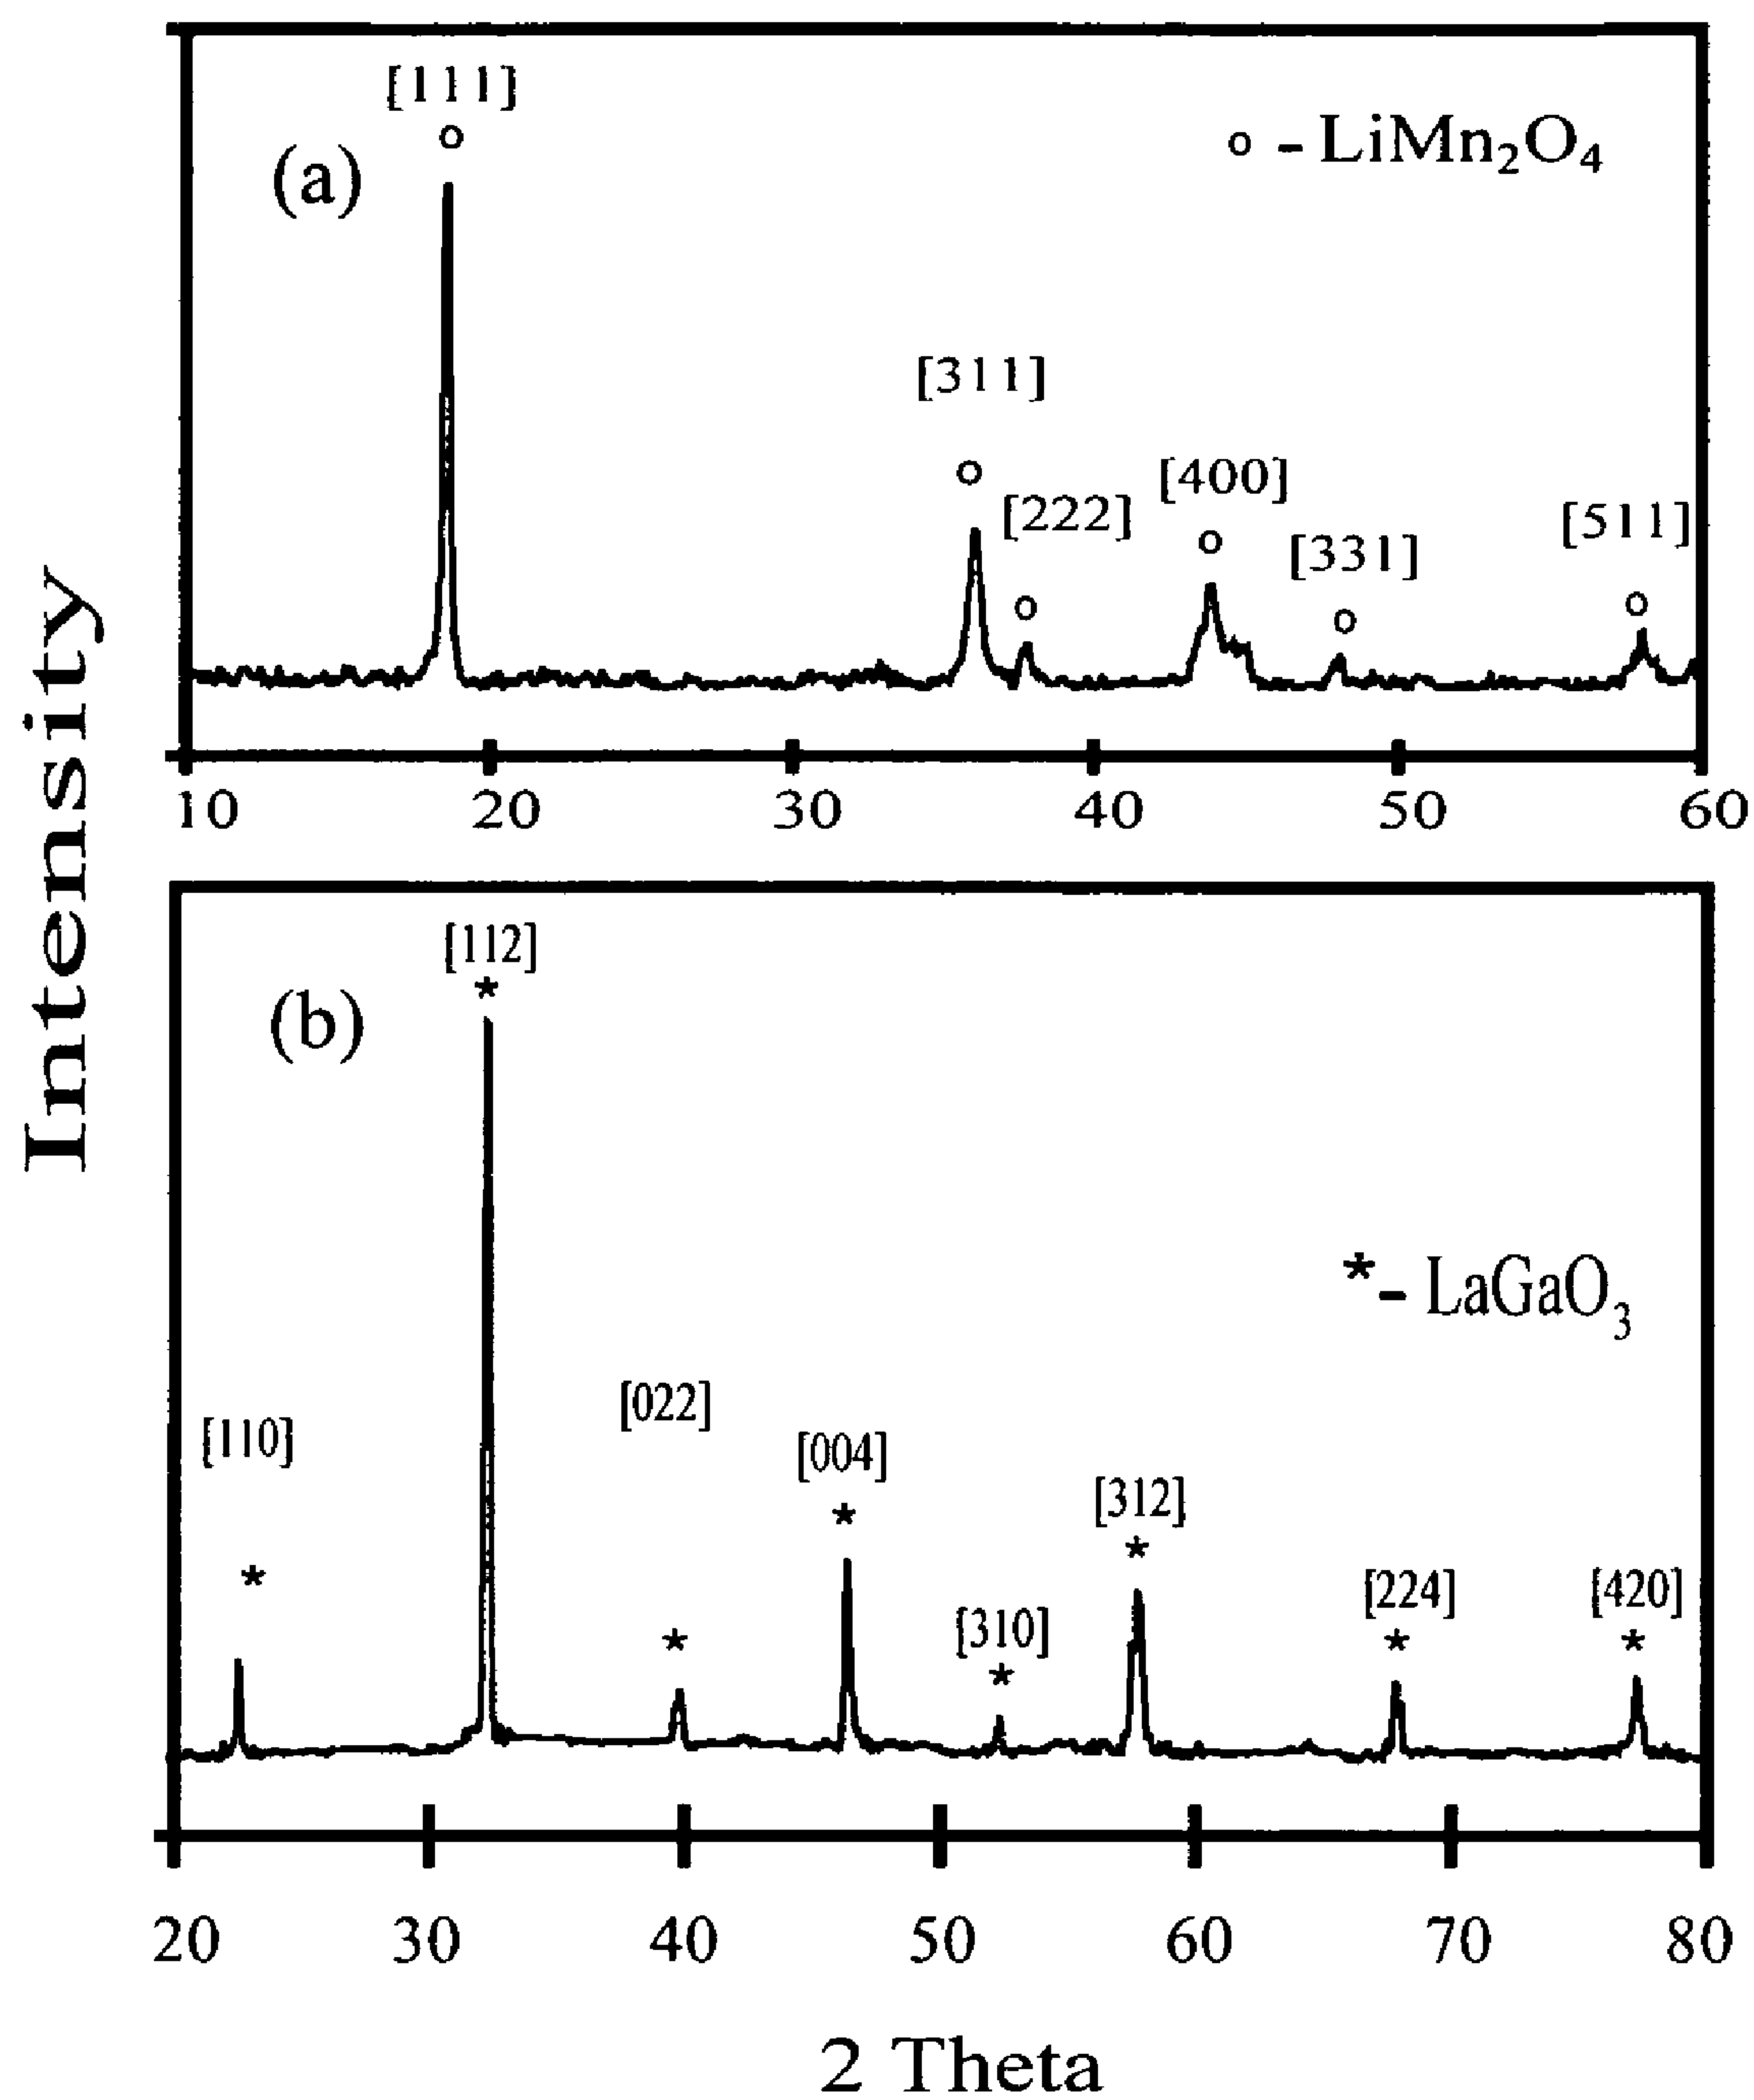 [111]
(a)
o - LiMn₂O₄
[311]
[222]
[400]
[331]
[511]
10 20 30 40 50 60
Intensity
[112]
*
(b)
*- LaGaO₃
[110]
[022]
[004]
[312]
[310]
[224]
[420]
20 30 40 50 60 70 80
2 Theta